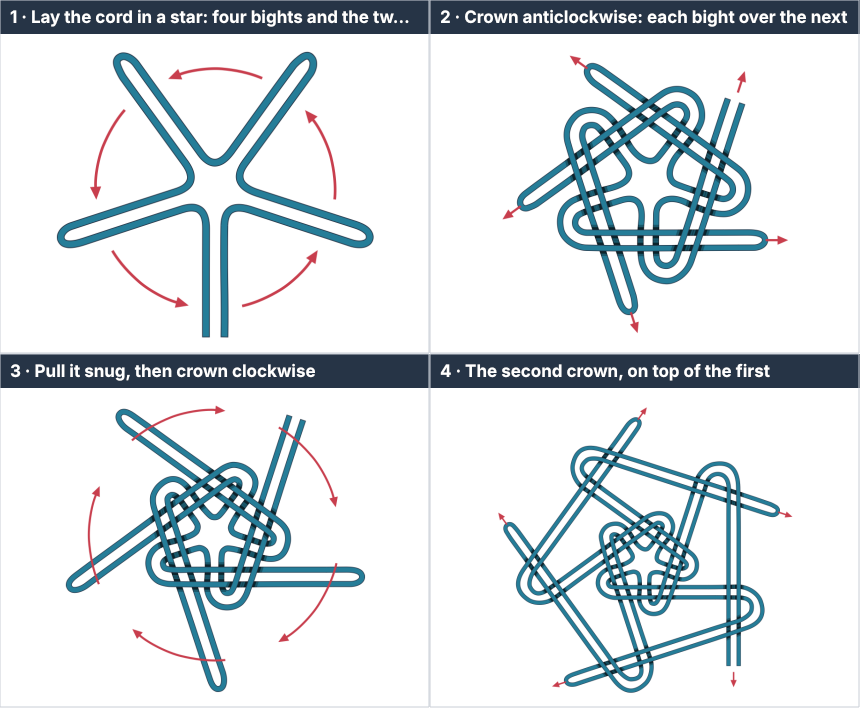 1 · Lay the cord in a star: four bights and the tw…
2 · Crown anticlockwise: each bight over the next
3 · Pull it snug, then crown clockwise
4 · The second crown, on top of the first